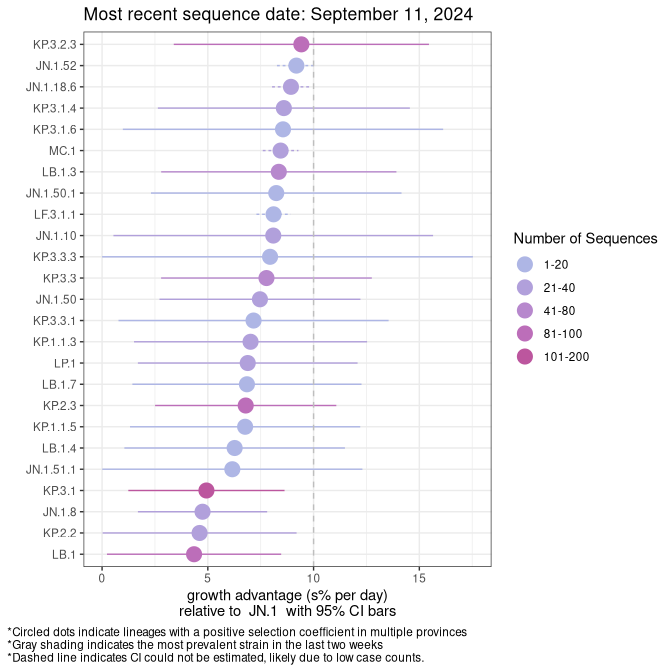 Most recent sequence date: September 11, 2024
KP.3.2.3
JN.1.52
JN.1.18.6
KP.3.1.4
KP.3.1.6
MC.1
LB.1.3
JN.1.50.1
LF.3.1.1
JN.1.10
KP.3.3.3
KP.3.3
JN.1.50
KP.3.3.1
KP.1.1.3
LP.1
LB.1.7
KP.2.3
KP.1.1.5
LB.1.4
JN.1.51.1
KP.3.1
JN.1.8
KP.2.2
LB.1
0 5 10 15
growth advantage (s% per day)
relative to JN.1 with 95% CI bars
Number of Sequences
1-20
21-40
41-80
81-100
101-200
*Circled dots indicate lineages with a positive selection coefficient in multiple provinces
*Gray shading indicates the most prevalent strain in the last two weeks
*Dashed line indicates CI could not be estimated, likely due to low case counts.